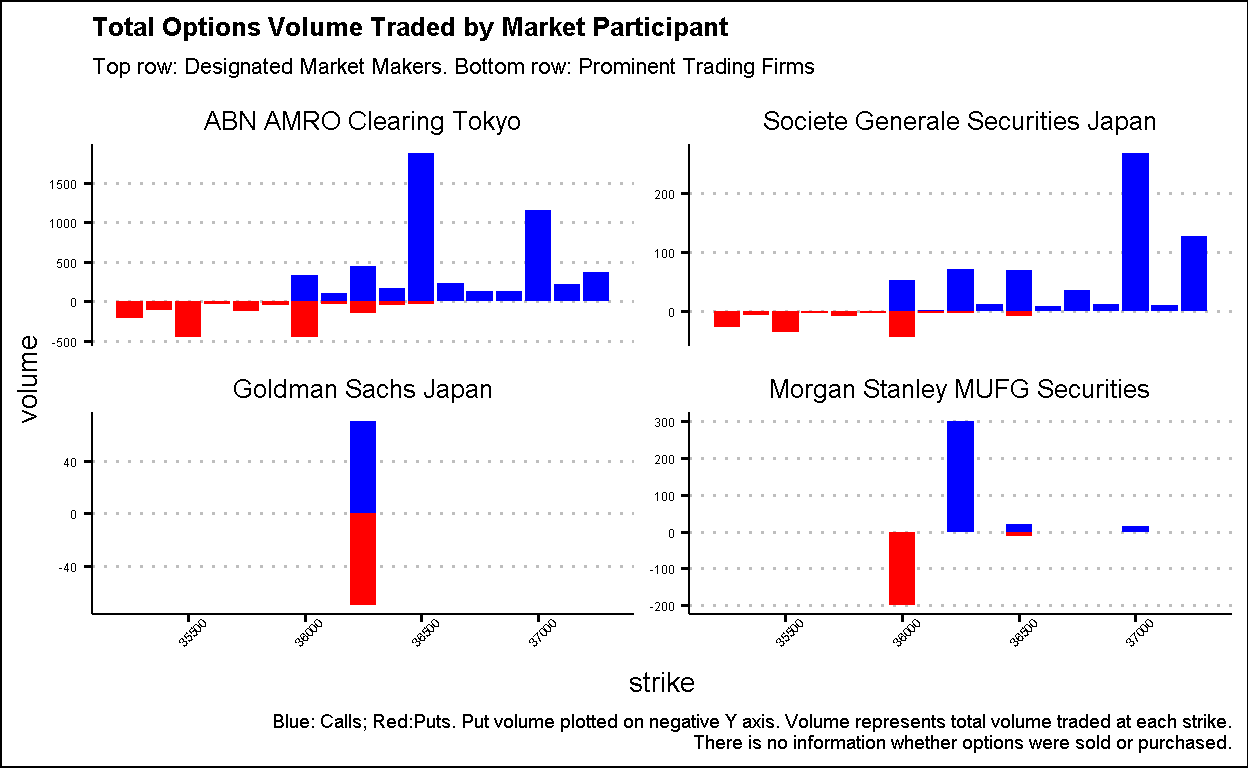 Total Options Volume Traded by Market Participant
Top row: Designated Market Makers. Bottom row: Prominent Trading Firms
ABN AMRO Clearing Tokyo
Societe Generale Securities Japan
1500
1000
500
0
-500
200
100
0
volume
Goldman Sachs Japan
Morgan Stanley MUFG Securities
40
0
-40
300
200
100
0
-100
-200
35500
36000
36500
37000
35500
36000
36500
37000
strike
Blue: Calls; Red:Puts. Put volume plotted on negative Y axis. Volume represents total volume traded at each strike.
There is no information whether options were sold or purchased.